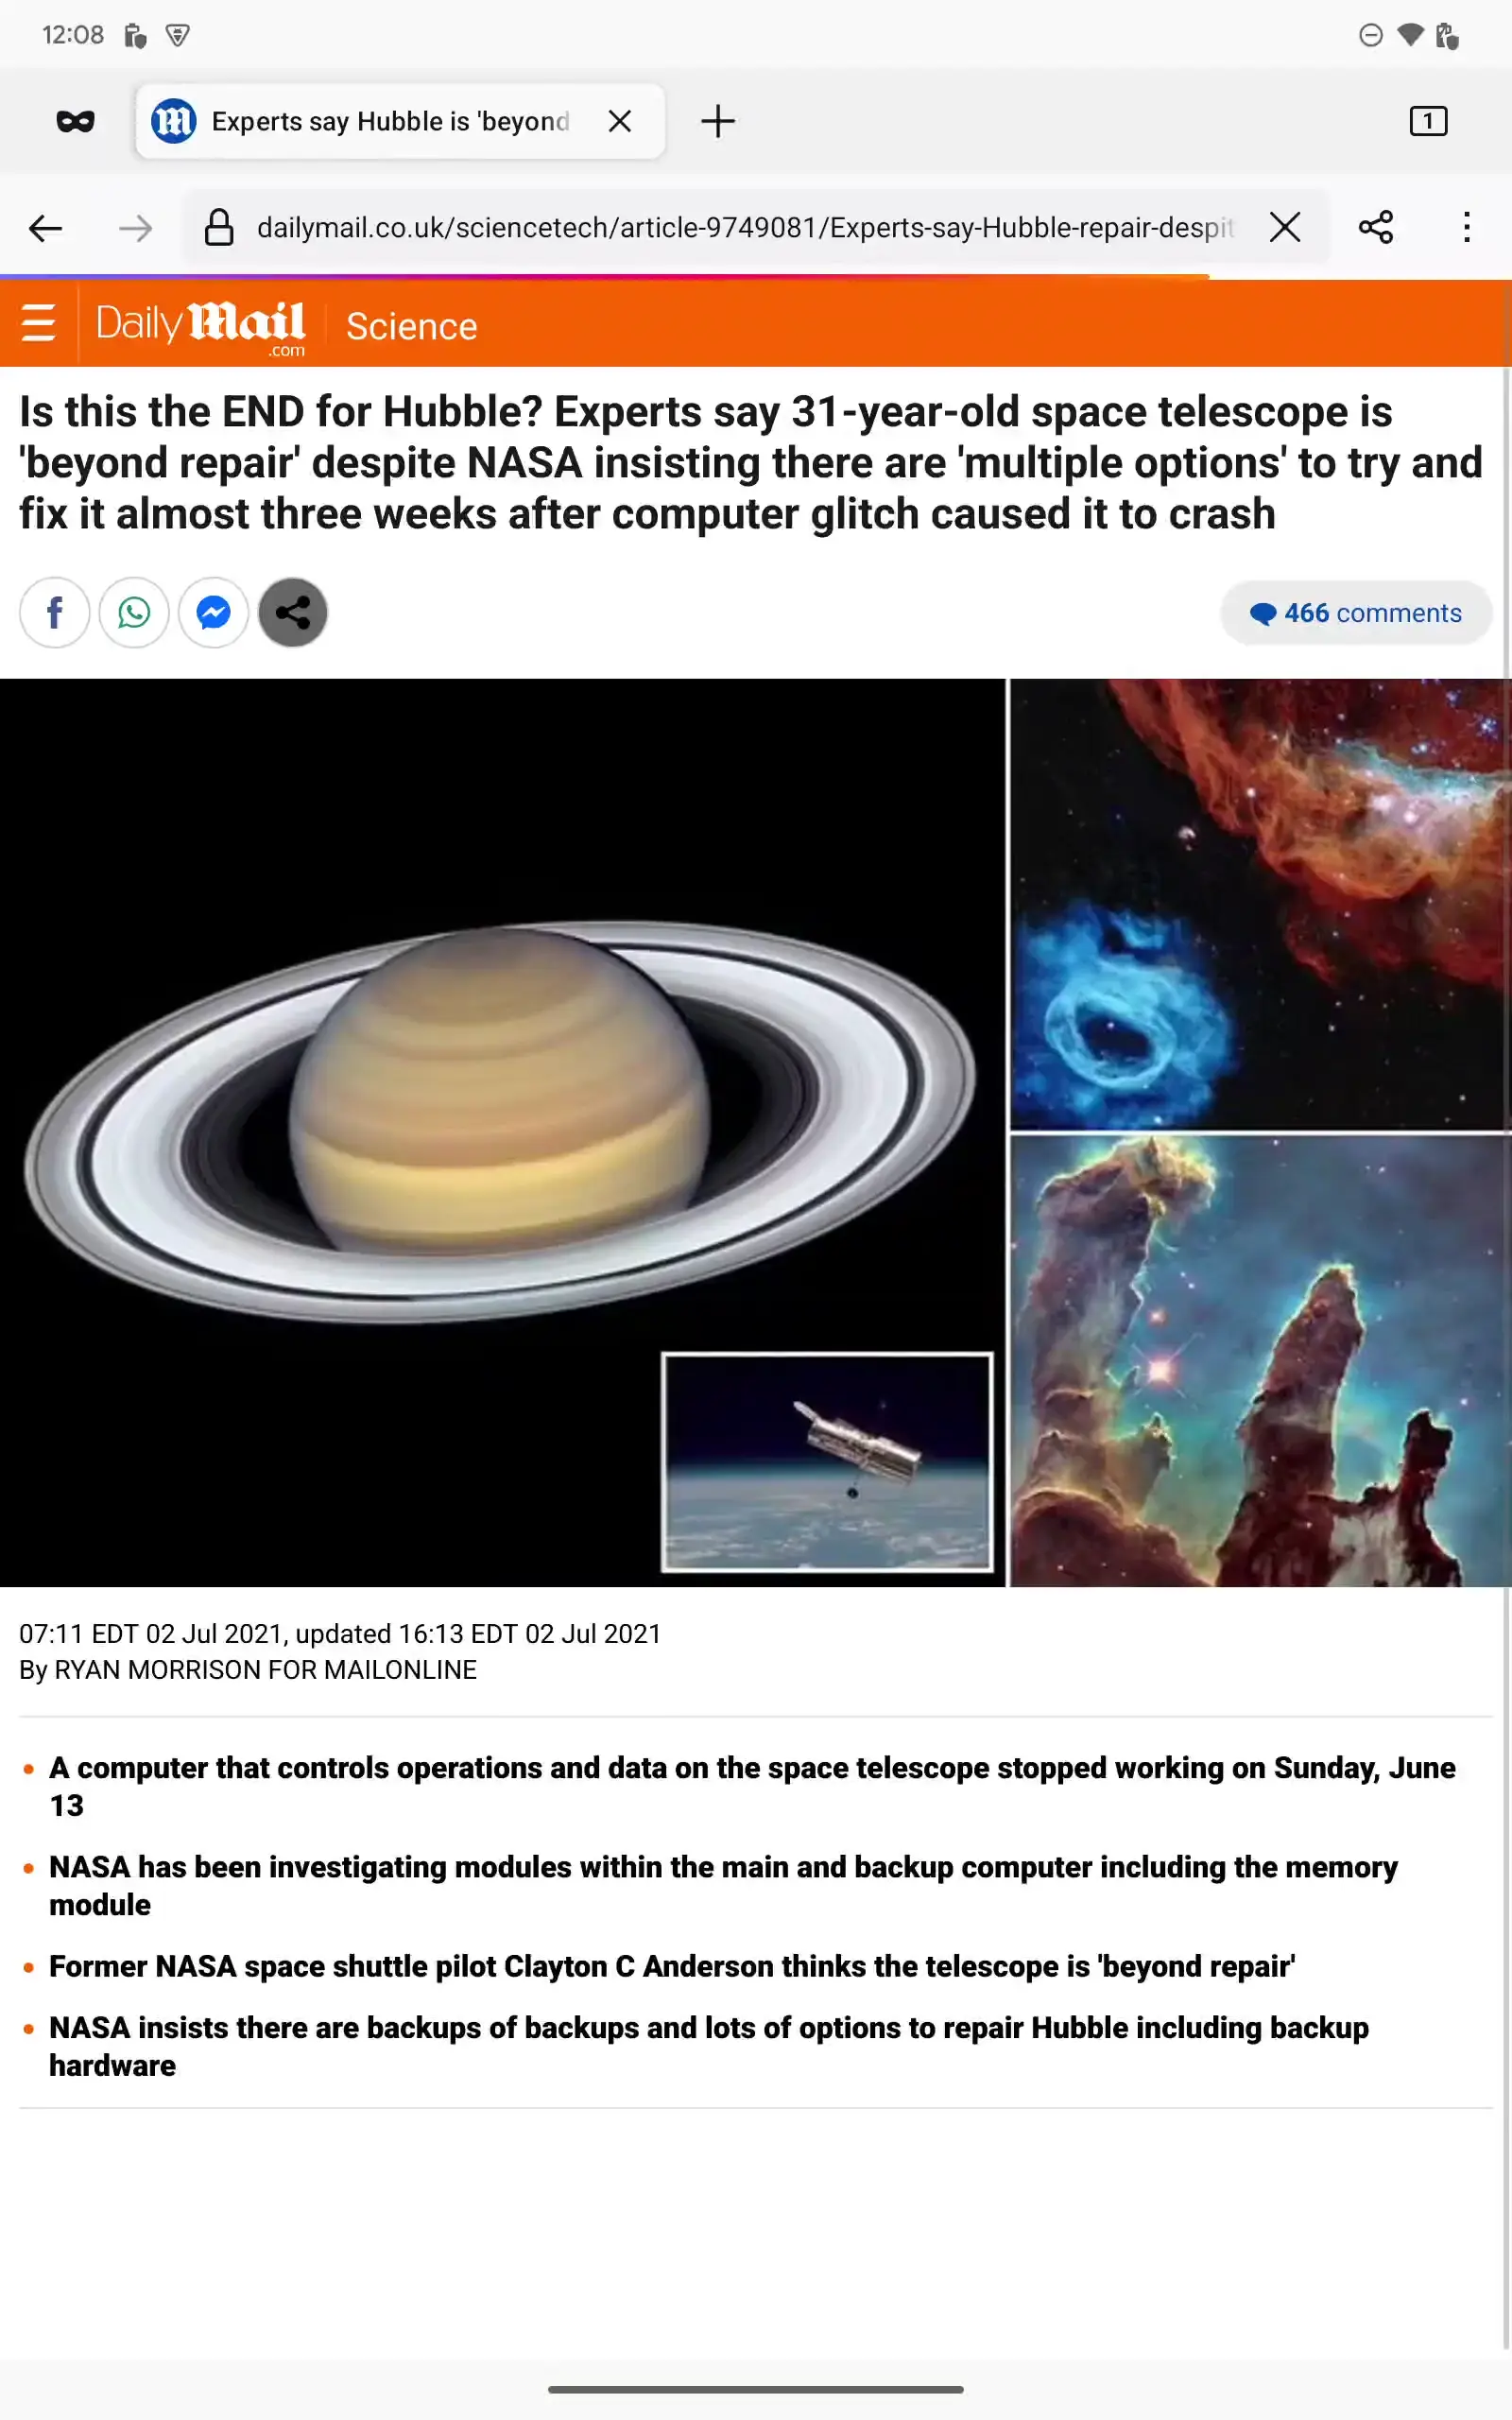 12:08
Experts say Hubble is 'beyond
1
dailymail.co.uk/sciencetech/article-9749081/Experts-say-Hubble-repair-despit
Daily Mail
.com
Science
Is this the END for Hubble? Experts say 31-year-old space telescope is
'beyond repair' despite NASA insisting there are 'multiple options' to try and
fix it almost three weeks after computer glitch caused it to crash
466 comments
07:11 EDT 02 Jul 2021, updated 16:13 EDT 02 Jul 2021
By RYAN MORRISON FOR MAILONLINE
• A computer that controls operations and data on the space telescope stopped working on Sunday, June
13
• NASA has been investigating modules within the main and backup computer including the memory
module
• Former NASA space shuttle pilot Clayton C Anderson thinks the telescope is 'beyond repair'
• NASA insists there are backups of backups and lots of options to repair Hubble including backup
hardware